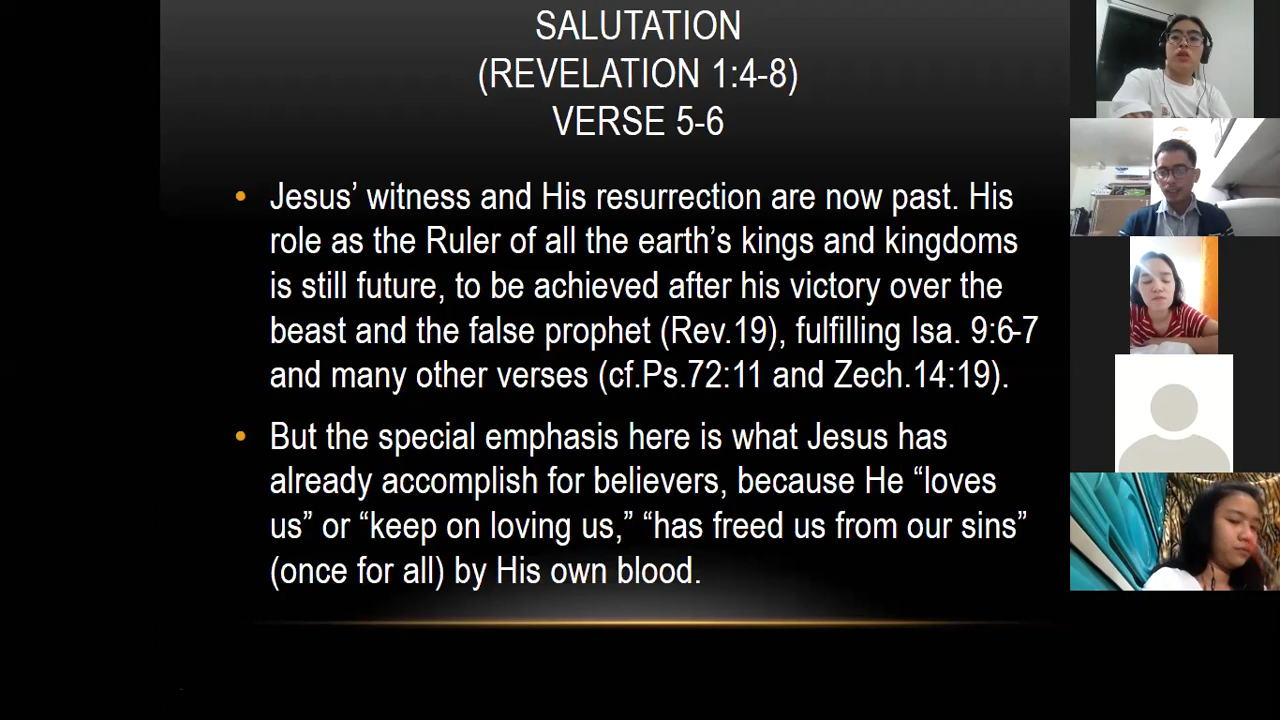 SALUTATION
(REVELATION 1:4-8)
VERSE 5-6
• Jesus’ witness and His resurrection are now past. His
role as the Ruler of all the earth’s kings and kingdoms
is still future, to be achieved after his victory over the
beast and the false prophet (Rev.19), fulfilling Isa. 9:6-7
and many other verses (cf.Ps.72:11 and Zech.14:19).
• But the special emphasis here is what Jesus has
already accomplish for believers, because He “loves
us” or “keep on loving us,” “has freed us from our sins”
(once for all) by His own blood.